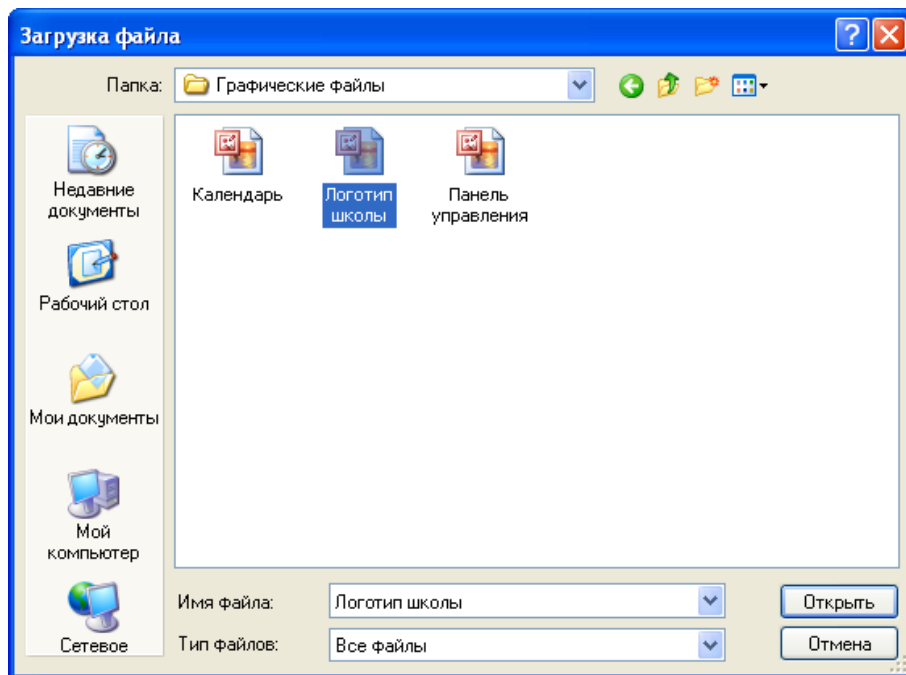 Загрузка файла
Папка:
Графические файлы
Недавние
документы
Рабочий стол
Мои документы
Мой
компьютер
Сетевое
Календарь
Логотип
школы
Панель
управления
Имя файла:
Логотип школы
Открыть
Тип файлов:
Все файлы
Отмена